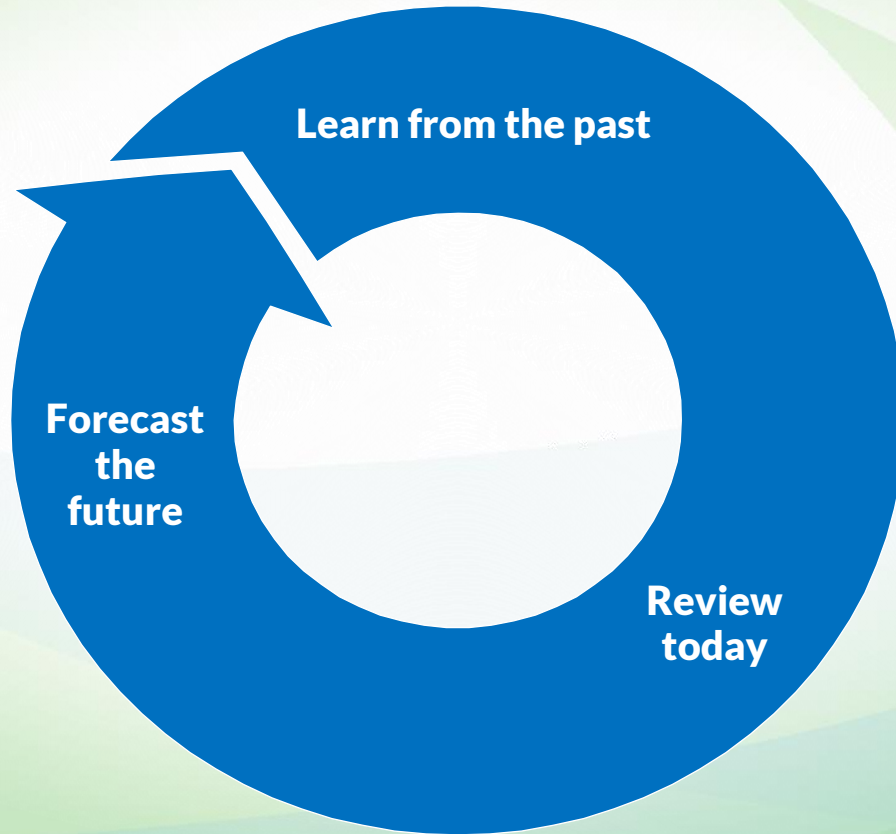 Learn from the past
Forecast
the
future
Review
today